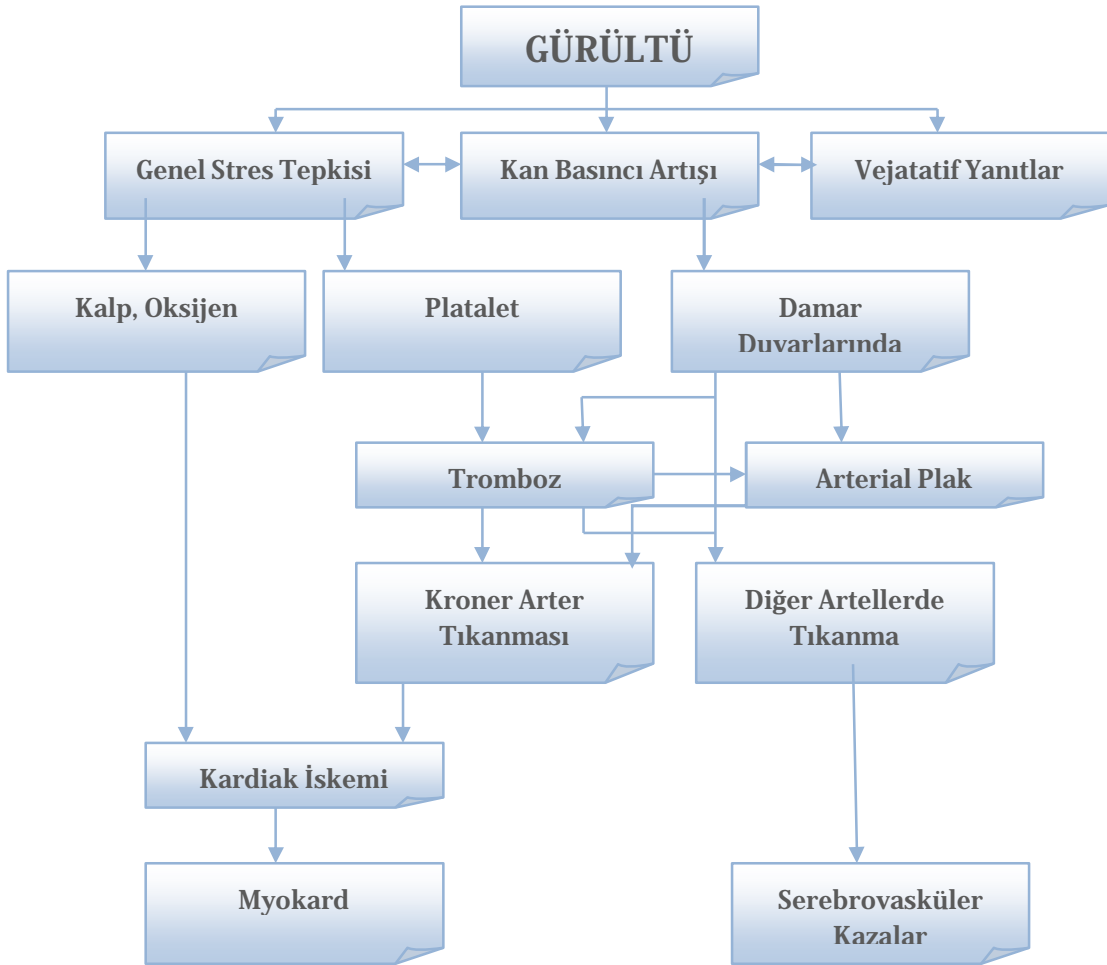 GÜRÜLTÜ
Genel Stres Tepkisi
Kan Basıncı Artışı
Vejatatif Yanıtlar
Kalp, Oksijen
Platalet
Damar
Duvarlarında
Tromboz
Arterial Plak
Kroner Arter
Tıkanması
Diğer Artellerde
Tıkanma
Kardiak İskemi
Myokard
Serebrovasküler
Kazalar